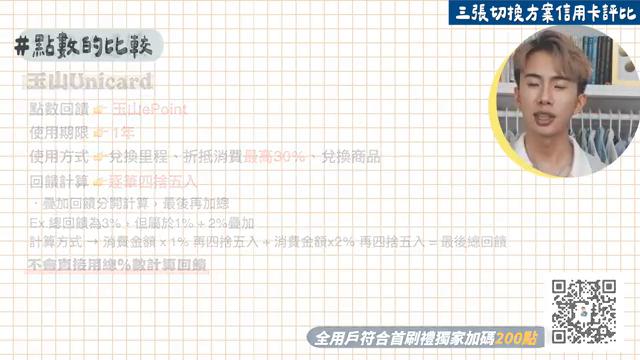 三張切換方案信用卡評比
#點數的比較
玉山Unicard
點數回饋👉玉山ePoint
使用期限👉1年
使用方式👉兌換里程、折抵消費最高30%、兌換商品
回饋計算👉逐筆四捨五入
·疊加回饋分開計算，最後再加總
Ex.總回饋為3%，但屬於1% + 2%疊加
計算方式 → 消費金額 x 1% 再四捨五入 + 消費金額x2% 再四捨五入 = 最後總回饋
不會直接用總%數計算回饋
全用戶符合首刷禮獨家加碼200點